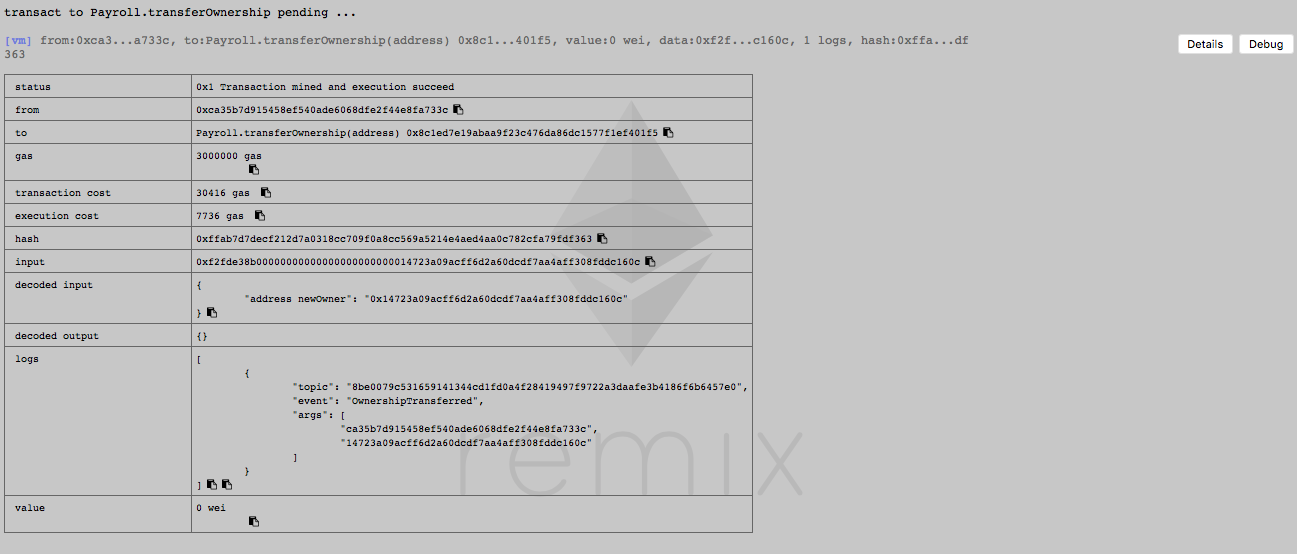 transact to Payroll.transferOwnership pending ...
[vm] from:0xca3...a733c, to:Payroll.transferOwnership(address) 0x8c1...401f5, value:0 wei, data:0xf2f...c160c, 1 logs, hash:0xffa...df
363
Details Debug
status 0x1 Transaction mined and execution succeed
from 0xca35b7d915458ef540ade6068dfe2f44e8fa733c
to Payroll.transferOwnership(address) 0x8c1ed7e19abaa9f23c476da86dc1577f1ef401f5
gas 3000000 gas
transaction cost 30416 gas
execution cost 7736 gas
hash 0xffab7d7decf212d7a0318cc709f0a8cc569a5214e4aed4aa0c782cfa79fdf363
input 0xf2fde38b00000000000000000000000014723a09acff6d2a60dcdf7aa4aff308fddc160c
decoded input {
"address newOwner": "0x14723a09acff6d2a60dcdf7aa4aff308fddc160c"
}
decoded output {}
logs [
{
"topic": "8be0079c531659141344cd1fd0a4f28419497f9722a3daafe3b4186f6b6457e0",
"event": "OwnershipTransferred",
"args": [
"ca35b7d915458ef540ade6068dfe2f44e8fa733c",
"14723a09acff6d2a60dcdf7aa4aff308fddc160c"
]
}
]
remix
value 0 wei